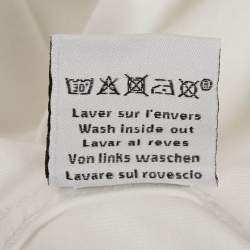 30°
Laver sur l'envers
Wash inside out
Lavar al reves
Von links waschen
Lavare sul rovescio